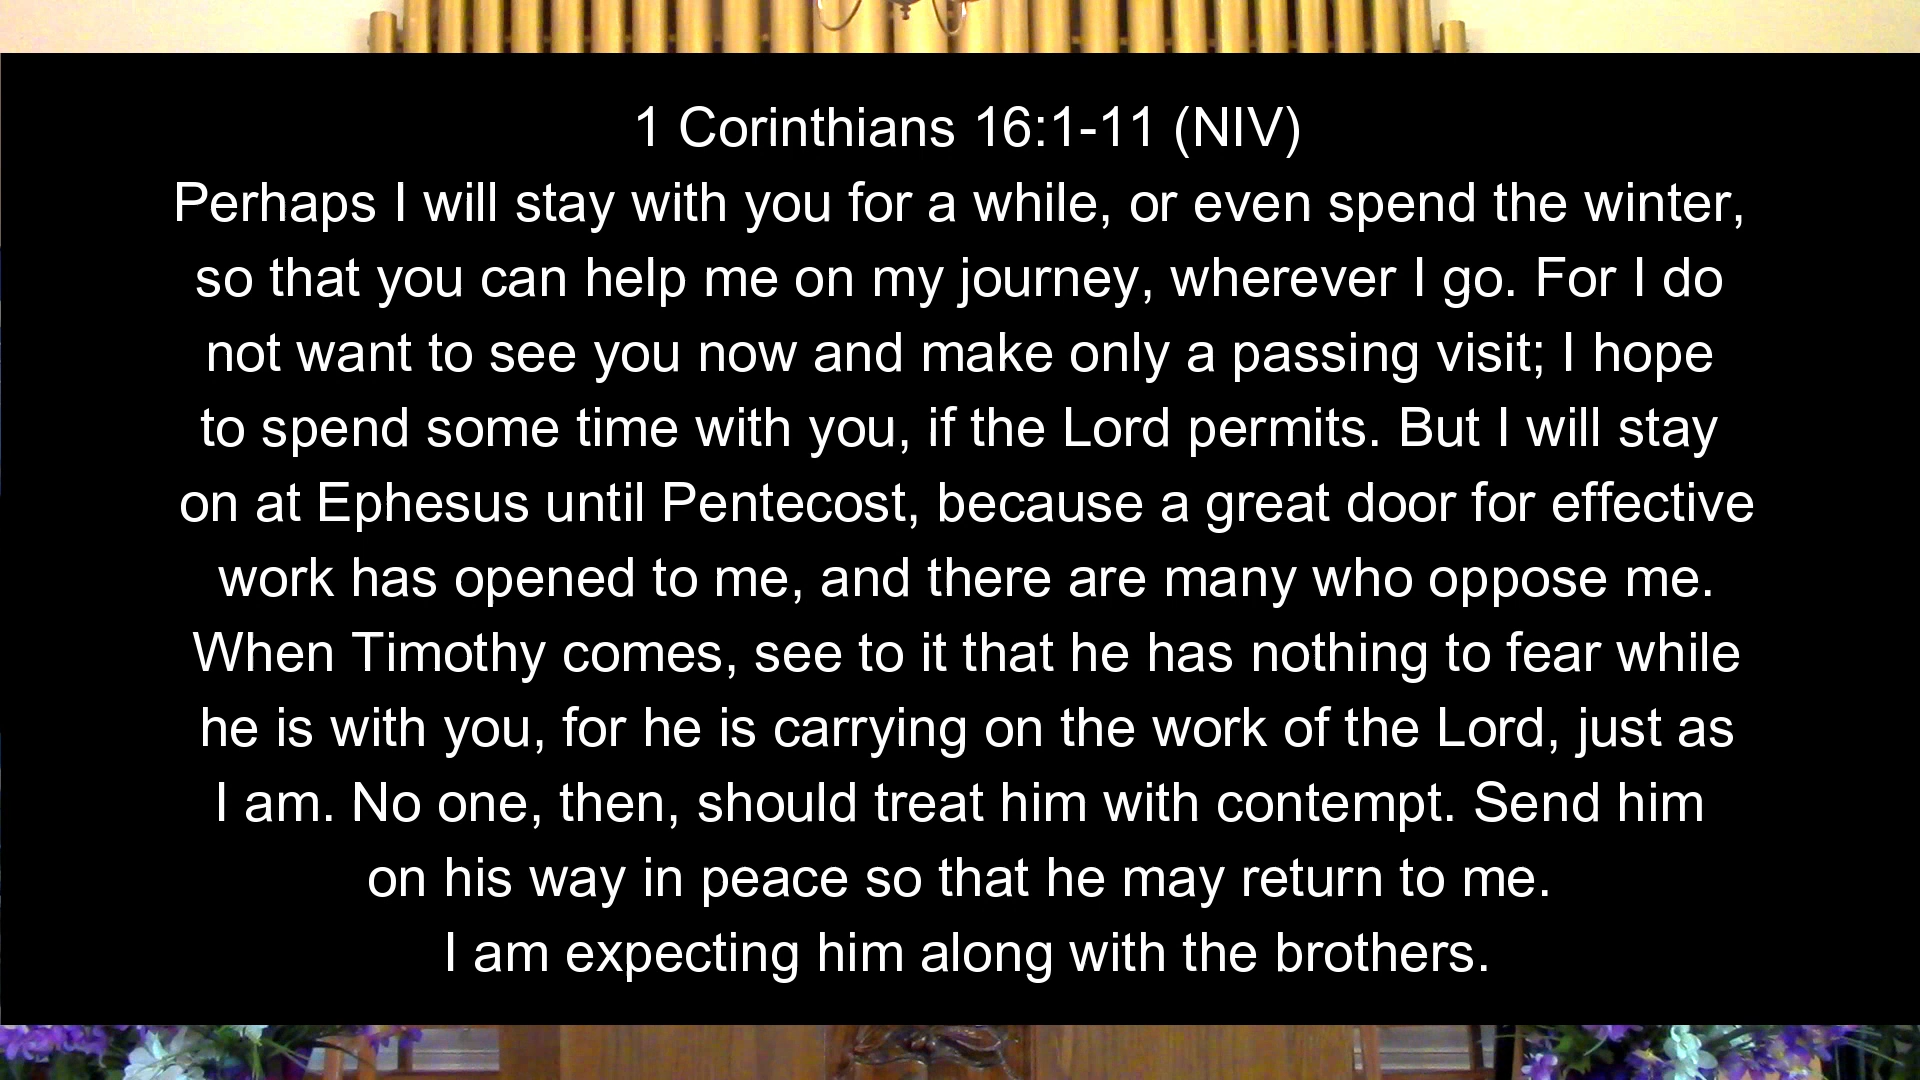 1 Corinthians 16:1-11 (NIV)
Perhaps I will stay with you for a while, or even spend the winter,
so that you can help me on my journey, wherever I go. For I do
not want to see you now and make only a passing visit; I hope
to spend some time with you, if the Lord permits. But I will stay
on at Ephesus until Pentecost, because a great door for effective
work has opened to me, and there are many who oppose me.
When Timothy comes, see to it that he has nothing to fear while
he is with you, for he is carrying on the work of the Lord, just as
I am. No one, then, should treat him with contempt. Send him
on his way in peace so that he may return to me.
I am expecting him along with the brothers.